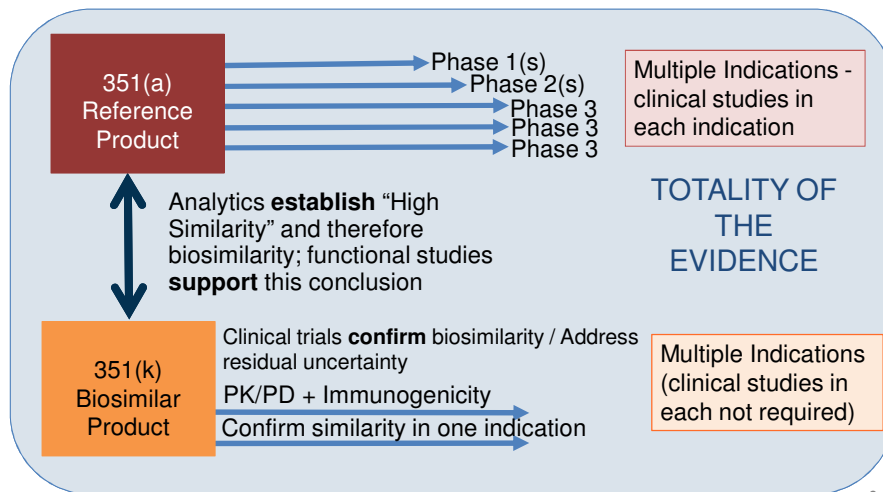 351(a)
Reference
Product
Phase 1(s)
Phase 2(s)
Phase 3
Phase 3
Phase 3
Multiple Indications -
clinical studies in
each indication
Analytics establish “High
Similarity” and therefore
biosimilarity; functional studies
support this conclusion
TOTALITY OF
THE
EVIDENCE
351(k)
Biosimilar
Product
Clinical trials confirm biosimilarity / Address
residual uncertainty
PK/PD + Immunogenicity
Confirm similarity in one indication
Multiple Indications
(clinical studies in
each not required)